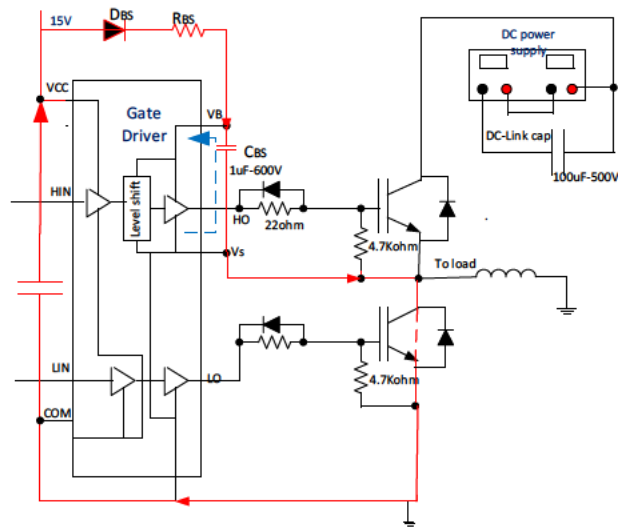 DBS
RBS
15V
DC power
supply
VCC
Gate
Driver
VB
CBS
1uF-600V
DC-Link cap
100uF-500V
HIN
Level shift
HO
22ohm
4.7Kohm
Vs
To load
LIN
LO
4.7Kohm
COM